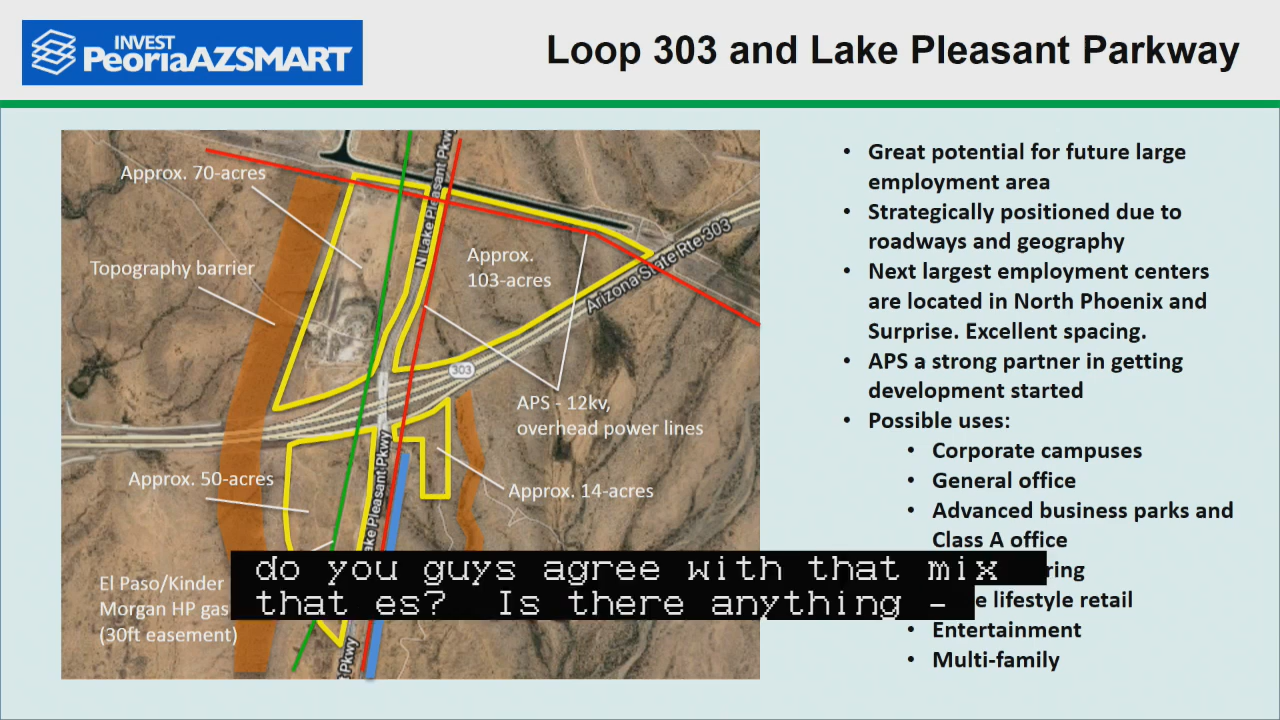 INVEST
PeoriaAZSMART
Loop 303 and Lake Pleasant Parkway
Approx. 70-acres
Topography barrier
N Lake Pleasant Pkwy
Approx.
103-acres
Arizona State Rte 303
303
APS - 12kv,
overhead power lines
Approx. 50-acres
Lake Pleasant Pkwy
Approx. 14-acres
El Paso/Kinder
Morgan HP gas
(30ft easement)
t Pkwy
• Great potential for future large
employment area
• Strategically positioned due to
roadways and geography
• Next largest employment centers
are located in North Phoenix and
Surprise. Excellent spacing.
• APS a strong partner in getting
development started
• Possible uses:
• Corporate campuses
• General office
• Advanced business parks and
Class A office
ring
e lifestyle retail
• Entertainment
• Multi-family
do you guys agree with that mix
that es? Is there anything -